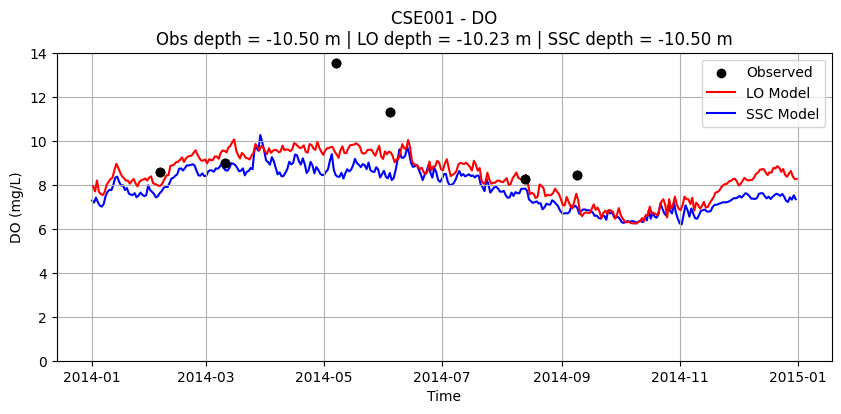 CSE001 - DO
Obs depth = -10.50 m | LO depth = -10.23 m | SSC depth = -10.50 m
14
12
10
8
6
4
2
0
DO (mg/L)
Observed
LO Model
SSC Model
2014-01
2014-03
2014-05
2014-07
2014-09
2014-11
2015-01
Time